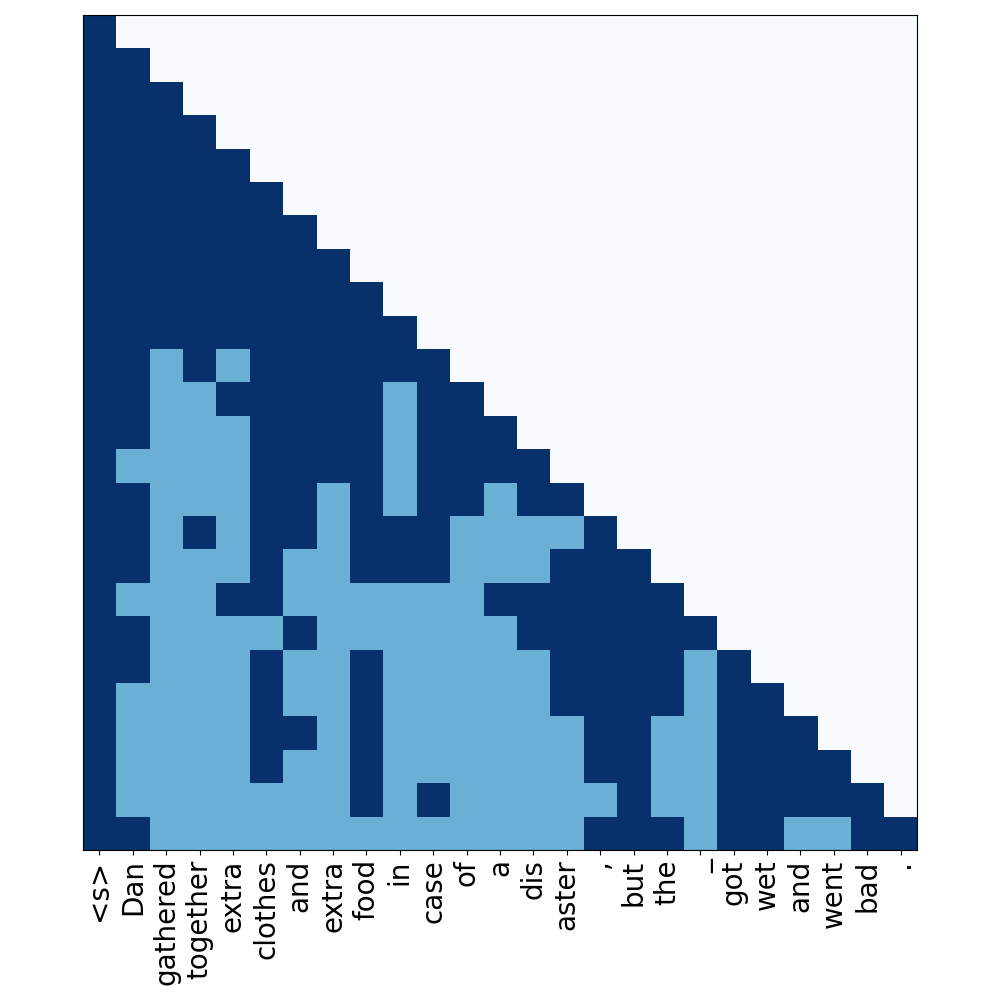 <s>
Dan
gathered
together
extra
clothes
and
extra
food
in
case
of
a
dis
aster
,
but
the
_
got
wet
and
went
bad
.